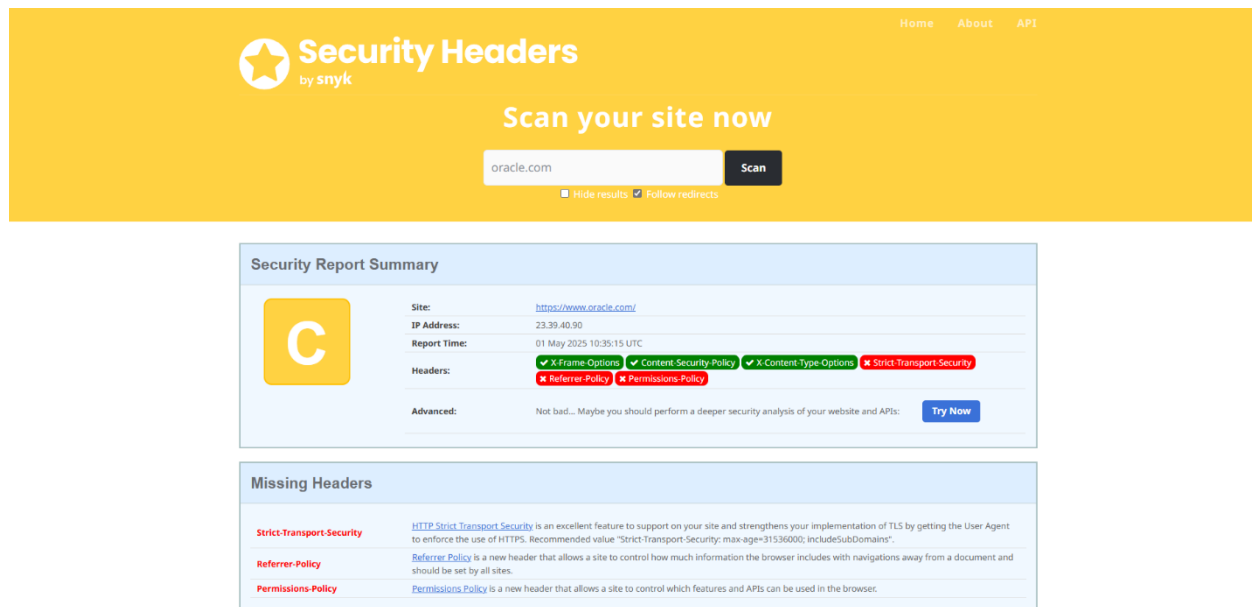 Home About API
Security Headers
by snyk
Scan your site now
oracle.com Scan
Hide results Follow redirects
Security Report Summary
C
Site: https://www.oracle.com/
IP Address: 23.39.40.90
Report Time: 01 May 2025 10:35:15 UTC
Headers: X-Frame-Options Content-Security-Policy X-Content-Type-Options Strict-Transport-Security
Referrer-Policy Permissions-Policy
Advanced: Not bad... Maybe you should perform a deeper security analysis of your website and APIs: Try Now
Missing Headers
Strict-Transport-Security HTTP Strict Transport Security is an excellent feature to support on your site and strengthens your implementation of TLS by getting the User Agent
to enforce the use of HTTPS. Recommended value "Strict-Transport-Security: max-age=31536000; includeSubDomains".
Referrer-Policy Referrer Policy is a new header that allows a site to control how much information the browser includes with navigations away from a document and
should be set by all sites.
Permissions-Policy Permissions Policy is a new header that allows a site to control which features and APIs can be used in the browser.